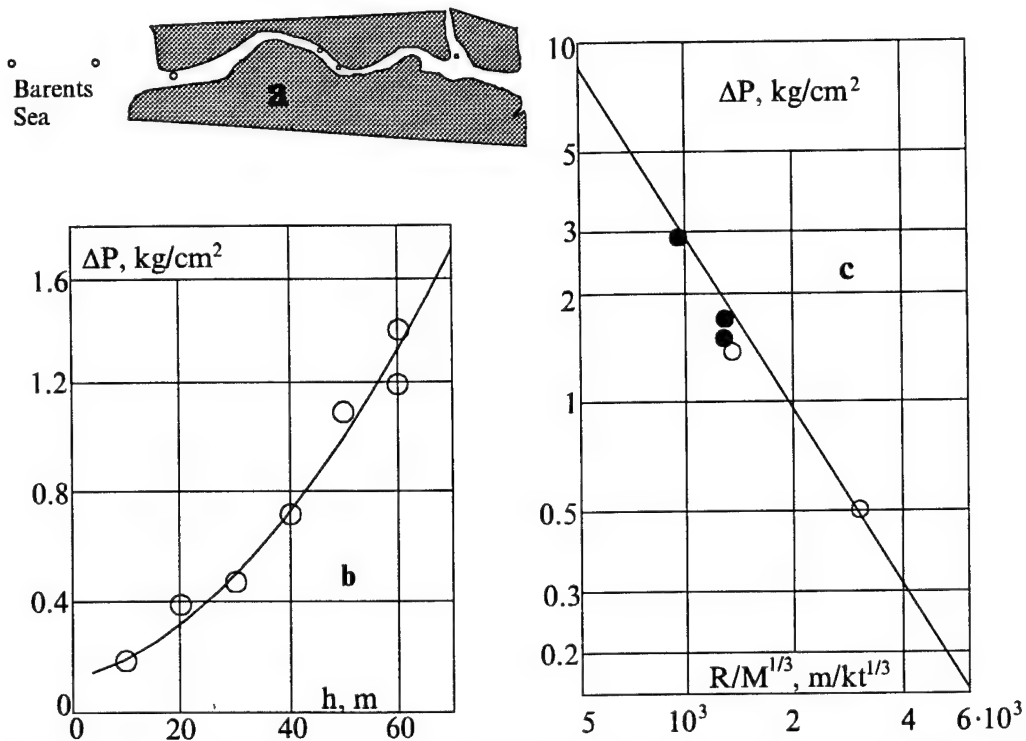 Barents
Sea
a
ΔP, kg/cm²
1.6
1.2
0.8
0.4
0
b
h, m
0 20 40 60
10
5
3
2
1
0.5
0.3
0.2
ΔP, kg/cm²
c
R/M^1/3, m/kt^1/3
5 10³ 2 4 6·10³